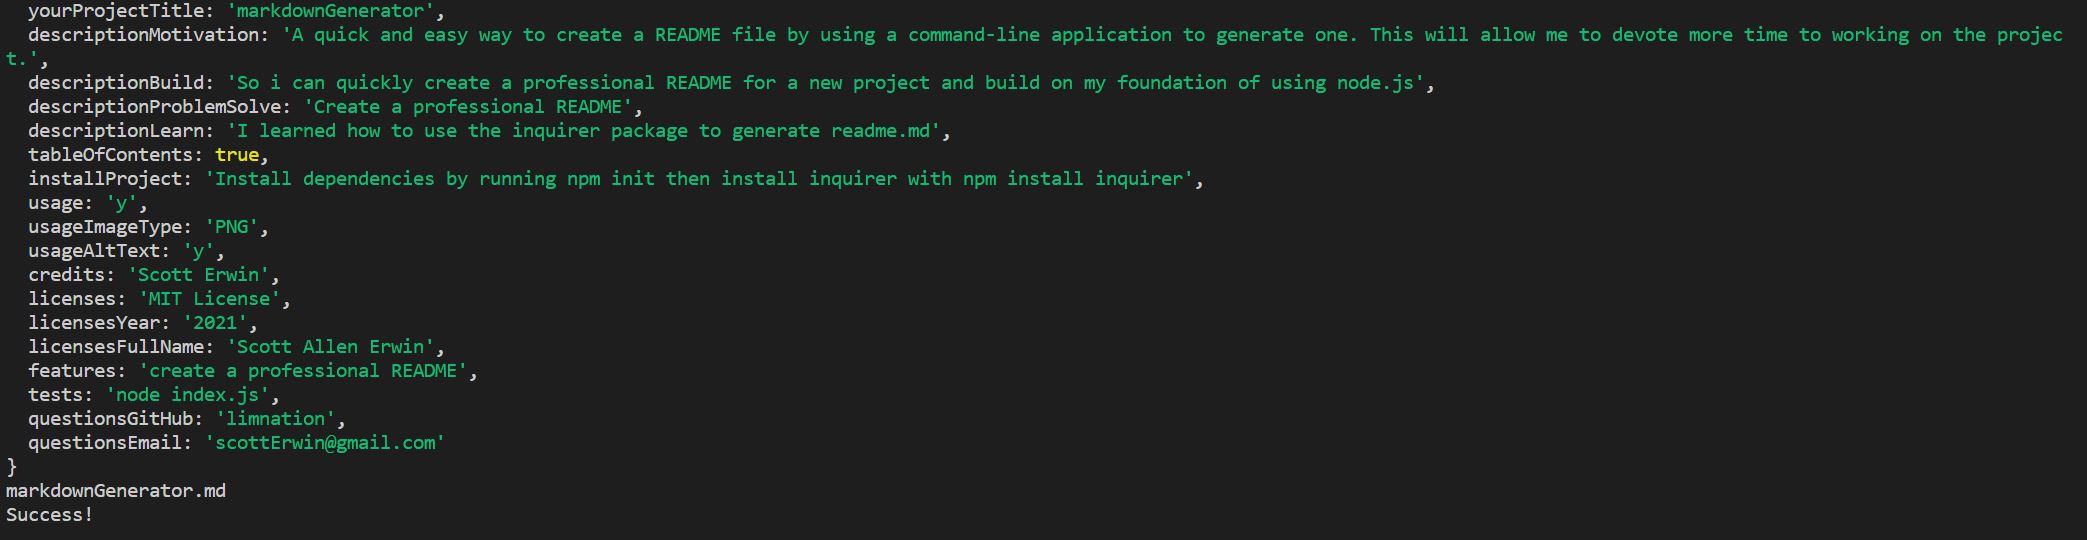 yourProjectTitle: 'markdownGenerator',
descriptionMotivation: 'A quick and easy way to create a README file by using a command-line application to generate one. This will allow me to devote more time to working on the projec
t.',
descriptionBuild: 'So i can quickly create a professional README for a new project and build on my foundation of using node.js',
descriptionProblemSolve: 'Create a professional README',
descriptionLearn: 'I learned how to use the inquirer package to generate readme.md',
tableOfContents: true,
installProject: 'Install dependencies by running npm init then install inquirer with npm install inquirer',
usage: 'y',
usageImageType: 'PNG',
usageAltText: 'y',
credits: 'Scott Erwin',
licenses: 'MIT License',
licensesYear: '2021',
licensesFullName: 'Scott Allen Erwin',
features: 'create a professional README',
tests: 'node index.js',
questionsGitHub: 'limnation',
questionsEmail: 'scottErwin@gmail.com'
}
markdownGenerator.md
Success!